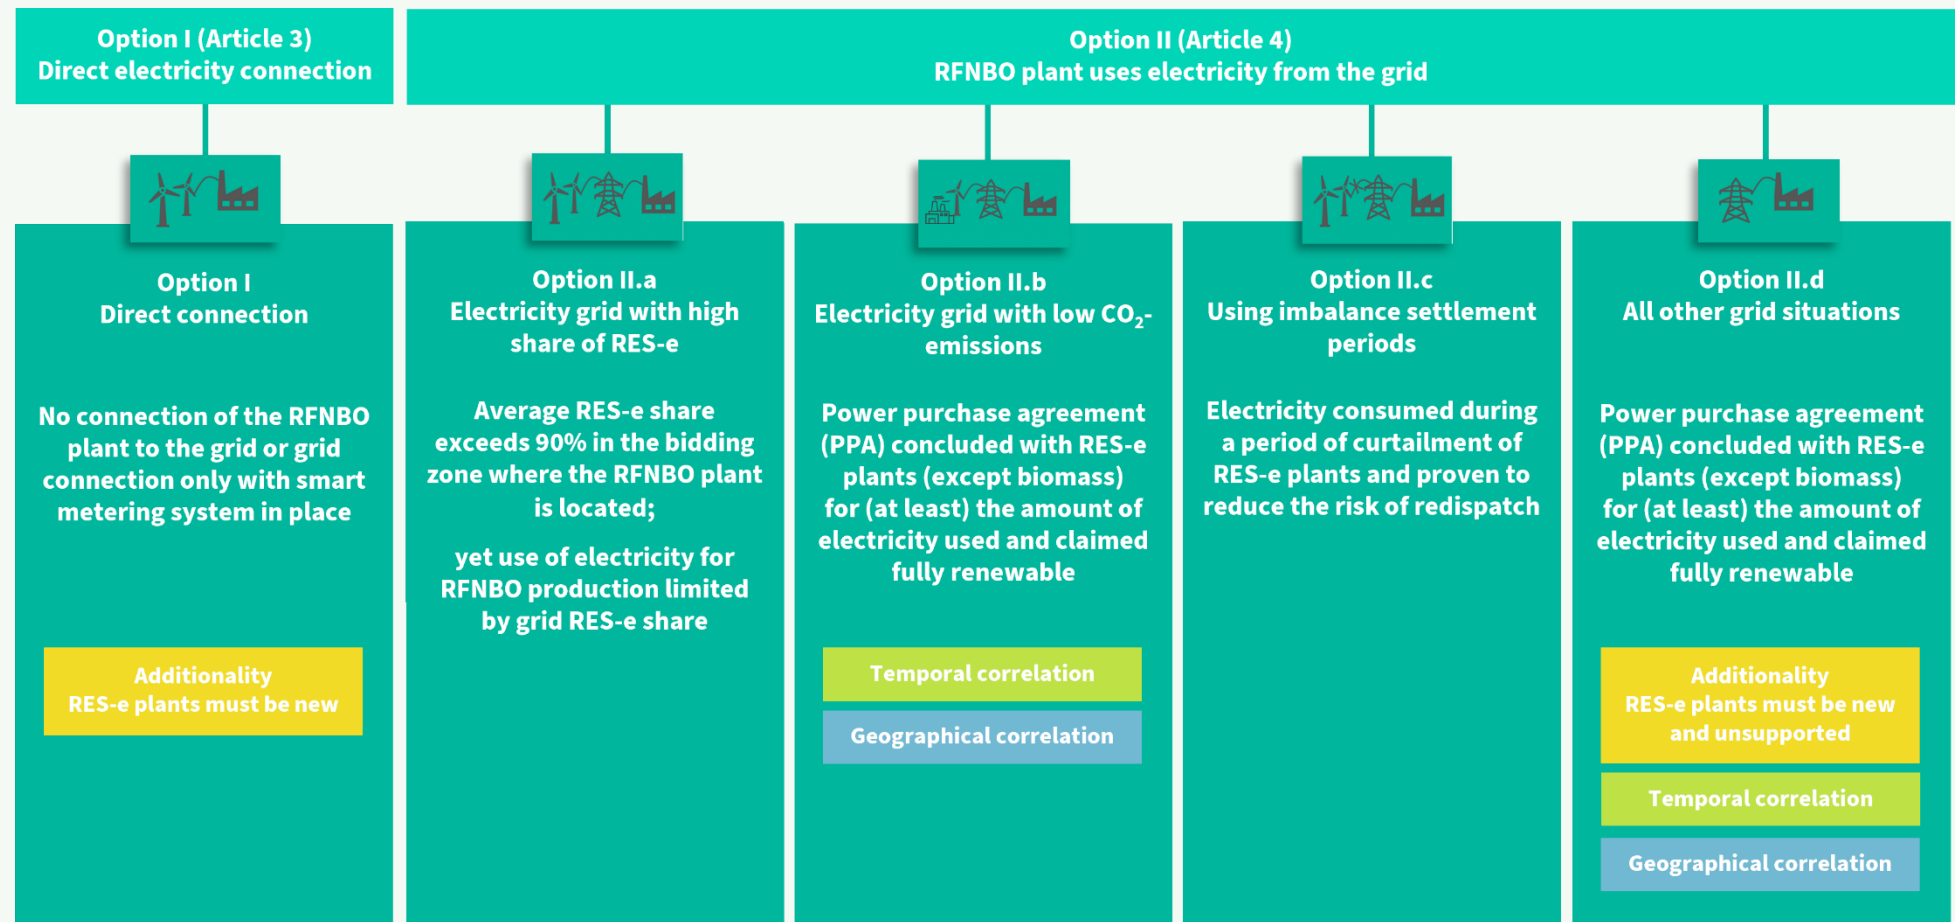 Option I (Article 3)
Direct electricity connection
Option II (Article 4)
RFNBO plant uses electricity from the grid
Option I
Direct connection
No connection of the RFNBO
plant to the grid or grid
connection only with smart
metering system in place
Additionality
RES-e plants must be new
Option II.a
Electricity grid with high
share of RES-e
Average RES-e share
exceeds 90% in the bidding
zone where the RFNBO plant
is located;
yet use of electricity for
RFNBO production limited
by grid RES-e share
Option II.b
Electricity grid with low CO₂-
emissions
Power purchase agreement
(PPA) concluded with RES-e
plants (except biomass)
for (at least) the amount of
electricity used and claimed
fully renewable
Temporal correlation
Geographical correlation
Option II.c
Using imbalance settlement
periods
Electricity consumed during
a period of curtailment of
RES-e plants and proven to
reduce the risk of redispatch
Option II.d
All other grid situations
Power purchase agreement
(PPA) concluded with RES-e
plants (except biomass)
for (at least) the amount of
electricity used and claimed
fully renewable
Additionality
RES-e plants must be new
and unsupported
Temporal correlation
Geographical correlation